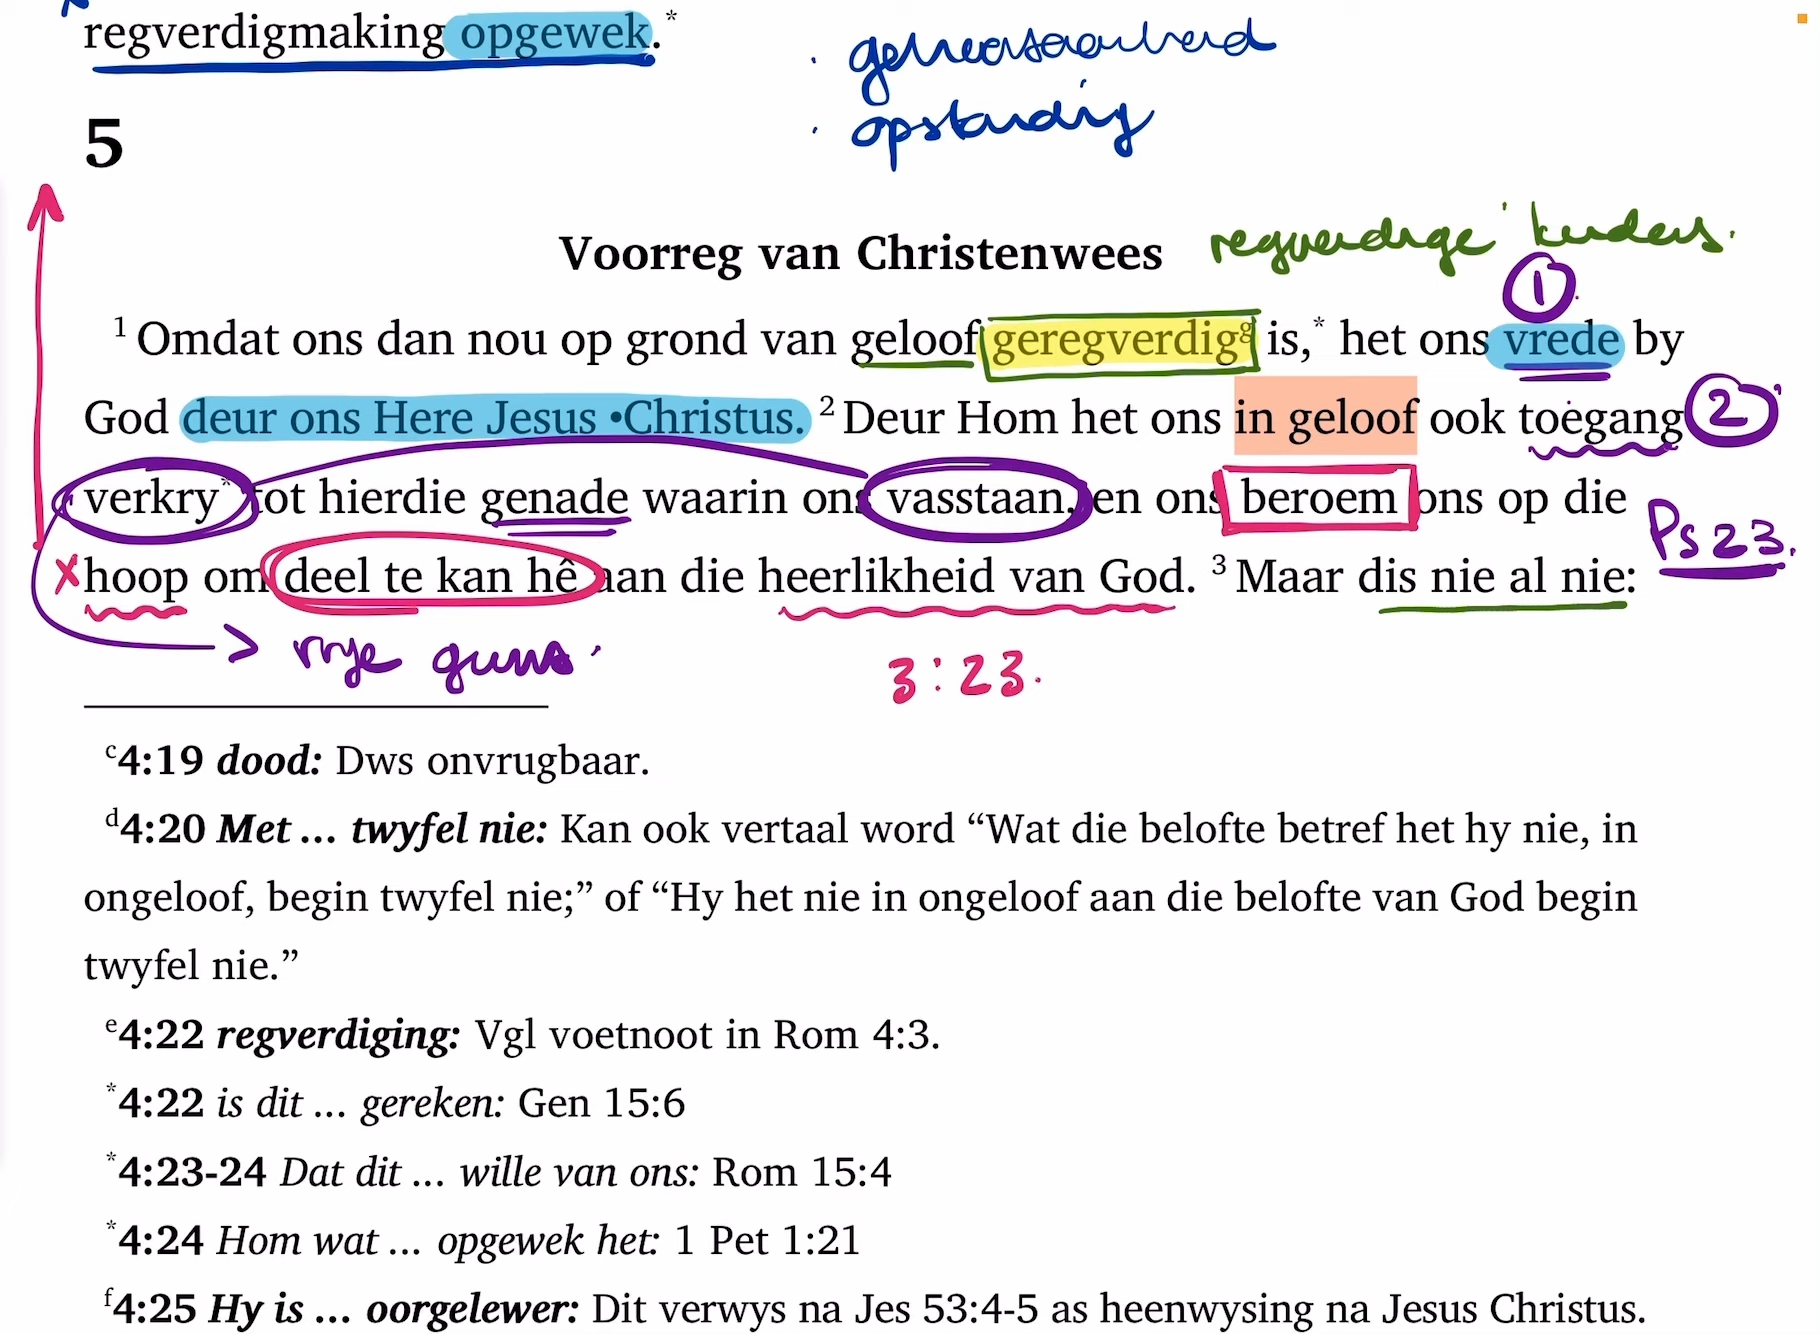 regverdigmaking opgewek.*
· gehoorsaamheid
· opstanding
5
Voorreg van Christenwees
regverdige kinders.
1
1 Omdat ons dan nou op grond van geloof geregverdigg is,* het ons vrede by
God deur ons Here Jesus •Christus. 2 Deur Hom het ons in geloof ook toegang
2
verkry* tot hierdie genade waarin ons vasstaan, en ons beroem ons op die
Ps 23.
x hoop om deel te kan hê aan die heerlikheid van God. 3 Maar dis nie al nie:
> vrye guns.
3:23.
c4:19 dood: Dws onvrugbaar.
d4:20 Met ... twyfel nie: Kan ook vertaal word “Wat die belofte betref het hy nie, in
ongeloof, begin twyfel nie;” of “Hy het nie in ongeloof aan die belofte van God begin
twyfel nie.”
e4:22 regverdiging: Vgl voetnoot in Rom 4:3.
*4:22 is dit ... gereken: Gen 15:6
*4:23-24 Dat dit ... wille van ons: Rom 15:4
*4:24 Hom wat ... opgewek het: 1 Pet 1:21
f4:25 Hy is ... oorgelewer: Dit verwys na Jes 53:4-5 as heenwysing na Jesus Christus.